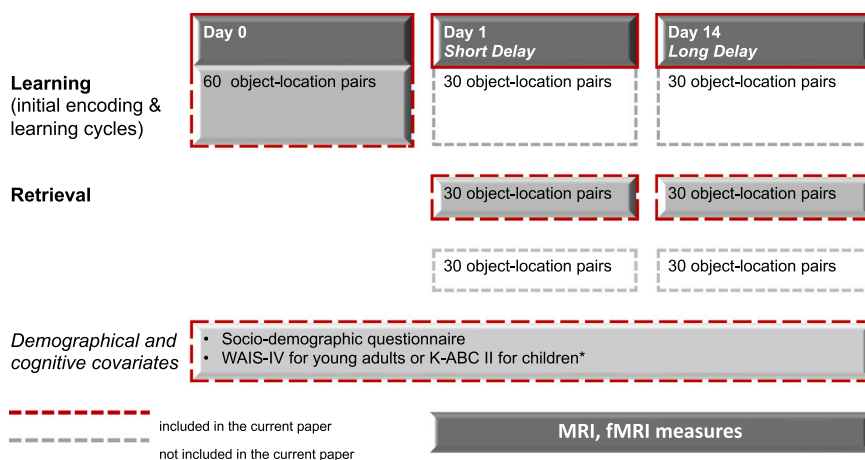 Day 0
Day 1
Short Delay
Day 14
Long Delay
Learning
(initial encoding &
learning cycles)
60 object-location pairs
30 object-location pairs
30 object-location pairs
Retrieval
30 object-location pairs
30 object-location pairs
30 object-location pairs
30 object-location pairs
Demographical and
cognitive covariates
• Socio-demographic questionnaire
• WAIS-IV for young adults or K-ABC II for children*
included in the current paper
not included in the current paper
MRI, fMRI measures